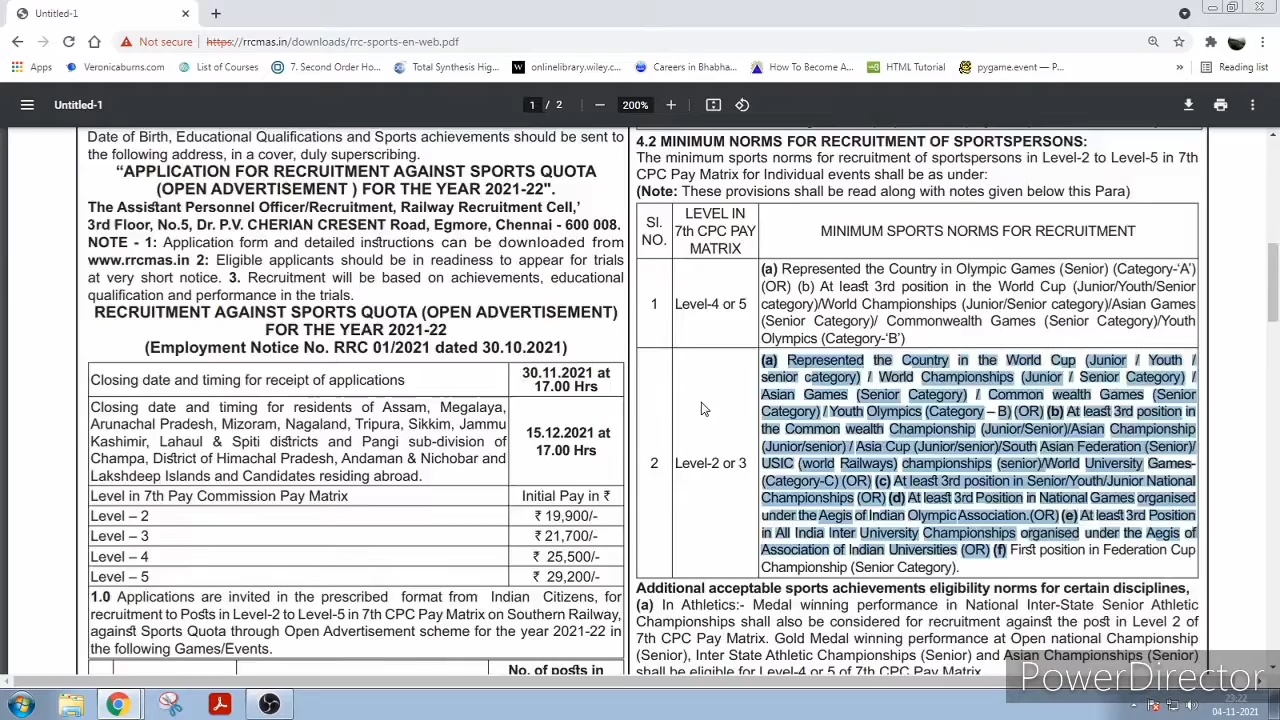 Untitled-1
Not secure
https://rrcmas.in/downloads/rrc-sports-en-web.pdf
Apps
Veronicaburns.com
List of Courses
7. Second Order Ho...
Total Synthesis Hig...
onlinelibrary.wiley.c...
Careers in Bhabha...
How To Become A...
HTML Tutorial
pygame.event — P...
»
Reading list
Untitled-1
1 / 2
200%
Date of Birth, Educational Qualifications and Sports achievements should be sent to
the following address, in a cover, duly superscribing.
“APPLICATION FOR RECRUITMENT AGAINST SPORTS QUOTA
(OPEN ADVERTISEMENT ) FOR THE YEAR 2021-22".
The Assistant Personnel Officer/Recruitment, Railway Recruitment Cell,’
3rd Floor, No.5, Dr. P.V. CHERIAN CRESENT Road, Egmore, Chennai - 600 008.
NOTE - 1: Application form and detailed instructions can be downloaded from
www.rrcmas.in 2: Eligible applicants should be in readiness to appear for trials
at very short notice. 3. Recruitment will be based on achievements, educational
qualification and performance in the trials.
RECRUITMENT AGAINST SPORTS QUOTA (OPEN ADVERTISEMENT)
FOR THE YEAR 2021-22
(Employment Notice No. RRC 01/2021 dated 30.10.2021)
Closing date and timing for receipt of applications
30.11.2021 at
17.00 Hrs
Closing date and timing for residents of Assam, Megalaya,
Arunachal Pradesh, Mizoram, Nagaland, Tripura, Sikkim, Jammu
Kashimir, Lahaul & Spiti districts and Pangi sub-division of
Champa, District of Himachal Pradesh, Andaman & Nichobar and
Lakshdeep Islands and Candidates residing abroad.
15.12.2021 at
17.00 Hrs
Level in 7th Pay Commission Pay Matrix
Initial Pay in ₹
Level – 2
₹ 19,900/-
Level – 3
₹ 21,700/-
Level – 4
₹ 25,500/-
Level – 5
₹ 29,200/-
1.0 Applications are invited in the prescribed format from Indian Citizens, for
recruitment to Posts in Level-2 to Level-5 in 7th CPC Pay Matrix on Southern Railway,
against Sports Quota through Open Advertisement scheme for the year 2021-22 in
the following Games/Events.
No. of posts in
4.2 MINIMUM NORMS FOR RECRUITMENT OF SPORTSPERSONS:
The minimum sports norms for recruitment of sportspersons in Level-2 to Level-5 in 7th
CPC Pay Matrix for Individual events shall be as under:
(Note: These provisions shall be read along with notes given below this Para)
Sl.
NO.
LEVEL IN
7th CPC PAY
MATRIX
MINIMUM SPORTS NORMS FOR RECRUITMENT
1
Level-4 or 5
(a) Represented the Country in Olympic Games (Senior) (Category-‘A’)
(OR) (b) At least 3rd position in the World Cup (Junior/Youth/Senior
category)/World Championships (Junior/Senior category)/Asian Games
(Senior Category)/ Commonwealth Games (Senior Category)/Youth
Olympics (Category-‘B’)
2
Level-2 or 3
(a) Represented the Country in the World Cup (Junior / Youth /
senior category) / World Championships (Junior / Senior Category) /
Asian Games (Senior Category) / Common wealth Games (Senior
Category) / Youth Olympics (Category – B) (OR) (b) At least 3rd position in
the Common wealth Championship (Junior/Senior)/Asian Championship
(Junior/senior) / Asia Cup (Junior/senior)/South Asian Federation (Senior)/
USIC (world Railways) championships (senior)/World University Games-
(Category-C) (OR) (c) At least 3rd position in Senior/Youth/Junior National
Championships (OR) (d) At least 3rd Position in National Games organised
under the Aegis of Indian Olympic Association.(OR) (e) At least 3rd Position
in All India Inter University Championships organised under the Aegis of
Association of Indian Universities (OR) (f) First position in Federation Cup
Championship (Senior Category).
Additional acceptable sports achievements eligibility norms for certain disciplines,
(a) In Athletics:- Medal winning performance in National Inter-State Senior Athletic
Championships shall also be considered for recruitment against the post in Level 2 of
7th CPC Pay Matrix. Gold Medal winning performance at Open national Championship
(Senior), Inter State Athletic Championships (Senior) and Asian Championships (Senior)
shall be eligible for Level-4 or 5 of 7th CPC Pay Matrix.
PowerDirector
23:22
04-11-2021